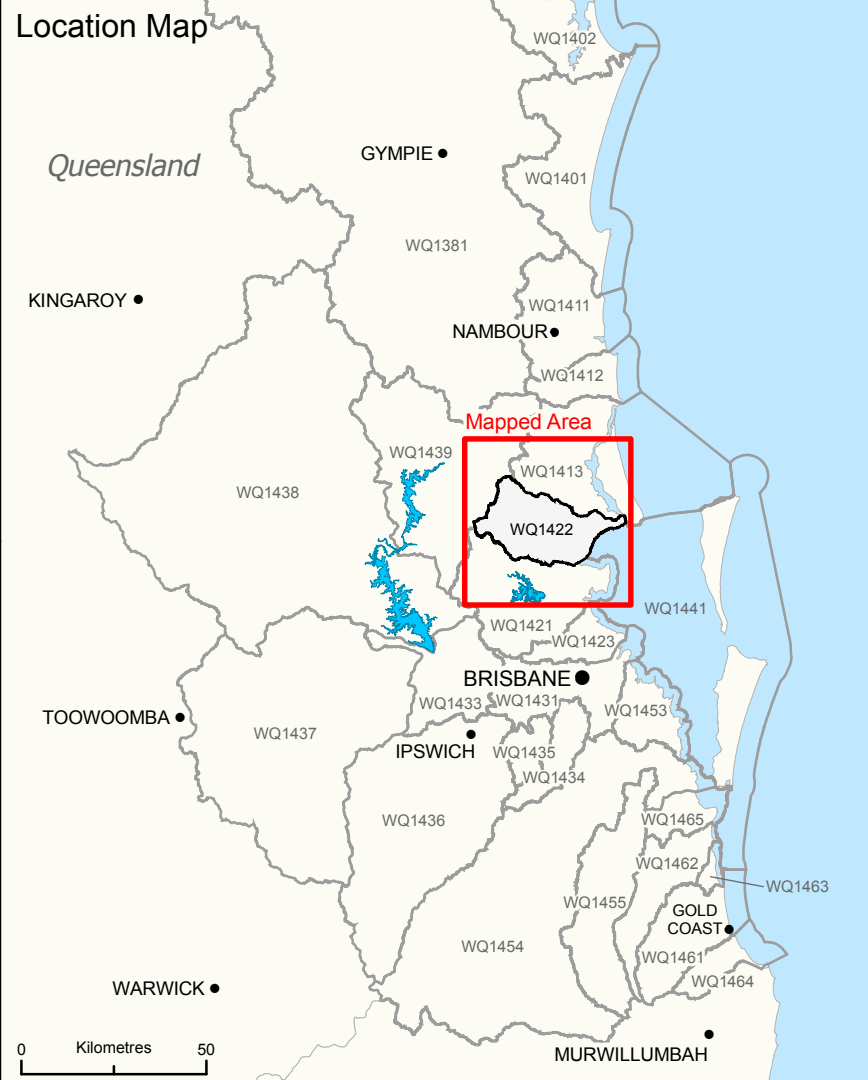 Location Map
WQ1402
Queensland
GYMPIE
WQ1401
WQ1381
KINGAROY
WQ1411
NAMBOUR
WQ1412
Mapped Area
WQ1439
WQ1413
WQ1438
WQ1422
WQ1441
WQ1421
WQ1423
BRISBANE
WQ1433
WQ1431
WQ1453
TOOWOOMBA
WQ1437
IPSWICH
WQ1435
WQ1434
WQ1436
WQ1465
WQ1462
WQ1463
WQ1455
GOLD
COAST
WQ1454
WQ1461
WQ1464
WARWICK
0 Kilometres 50
MURWILLUMBAH